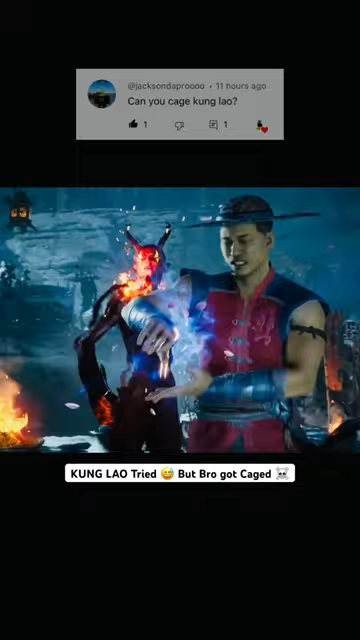 @jacksondaproooo • 11 hours ago
Can you cage kung lao?
1 1
KUNG LAO Tried 😅 But Bro got Caged ☠️